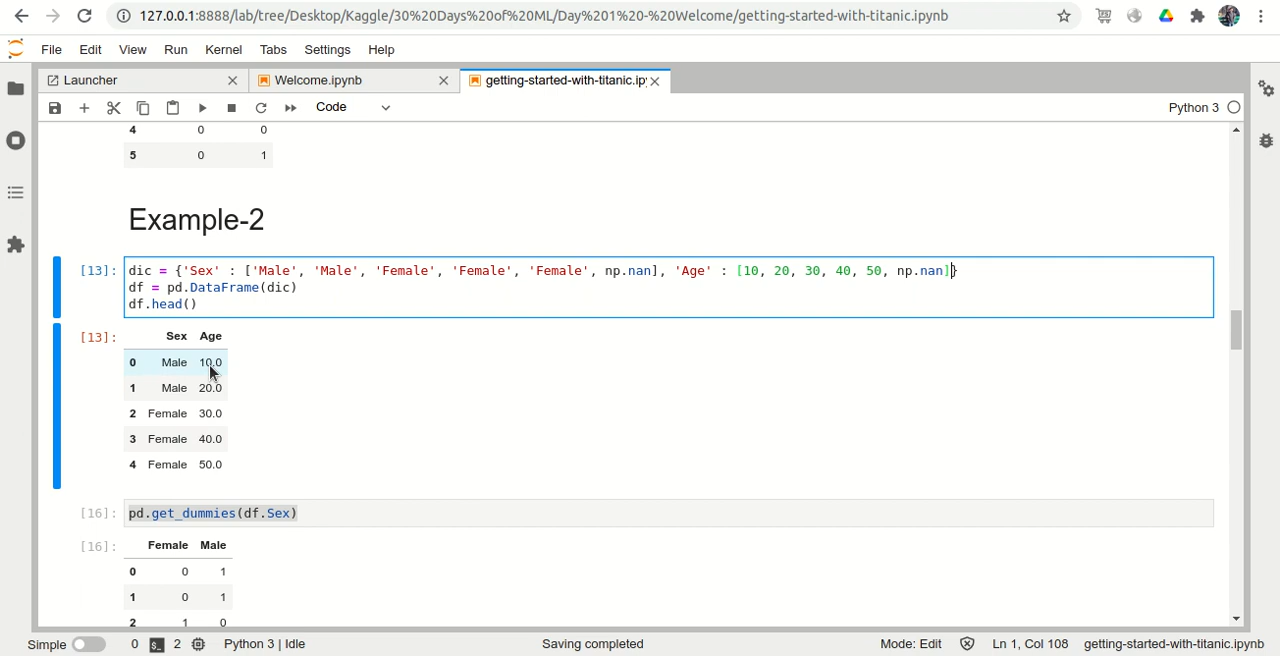 127.0.0.1:8888/lab/tree/Desktop/Kaggle/30%20Days%20of%20ML/Day%201%20-%20Welcome/getting-started-with-titanic.ipynb
File Edit View Run Kernel Tabs Settings Help
Launcher Welcome.ipynb getting-started-with-titanic.ip
Code Python 3
4 0 0
5 0 1
Example-2
[13]: dic = {'Sex' : ['Male', 'Male', 'Female', 'Female', 'Female', np.nan], 'Age' : [10, 20, 30, 40, 50, np.nan]}
df = pd.DataFrame(dic)
df.head()
[13]: Sex Age
0 Male 10.0
1 Male 20.0
2 Female 30.0
3 Female 40.0
4 Female 50.0
[16]: pd.get_dummies(df.Sex)
[16]: Female Male
0 0 1
1 0 1
2 1 0
Simple 0 2 Python 3 | Idle Saving completed Mode: Edit Ln 1, Col 108 getting-started-with-titanic.ipynb